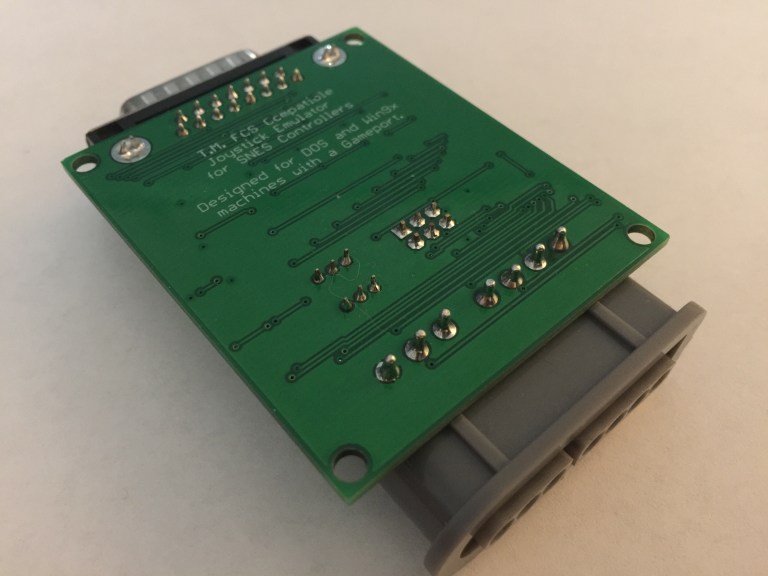 T.M. FCS Compatible
Joystick Emulator
for SNES Controllers
Designed for DOS and Win9x
machines with a Gameport.